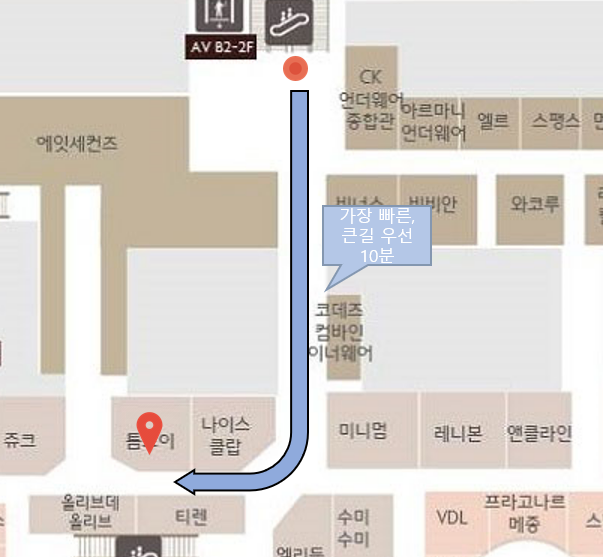 AV B2-2F
CK
언더웨어
종합관
아르마니
언더웨어
엘르
스팽스
에잇세컨즈
비너스
비비안
와코루
가장 빠른,
큰길 우선
10분
코데즈
컴바인
이너웨어
쥬크
나이스
클랍
미니멈
레니본
앤클라인
올리브데
올리브
티렌
수미
수미
VDL
프라고나르
메종